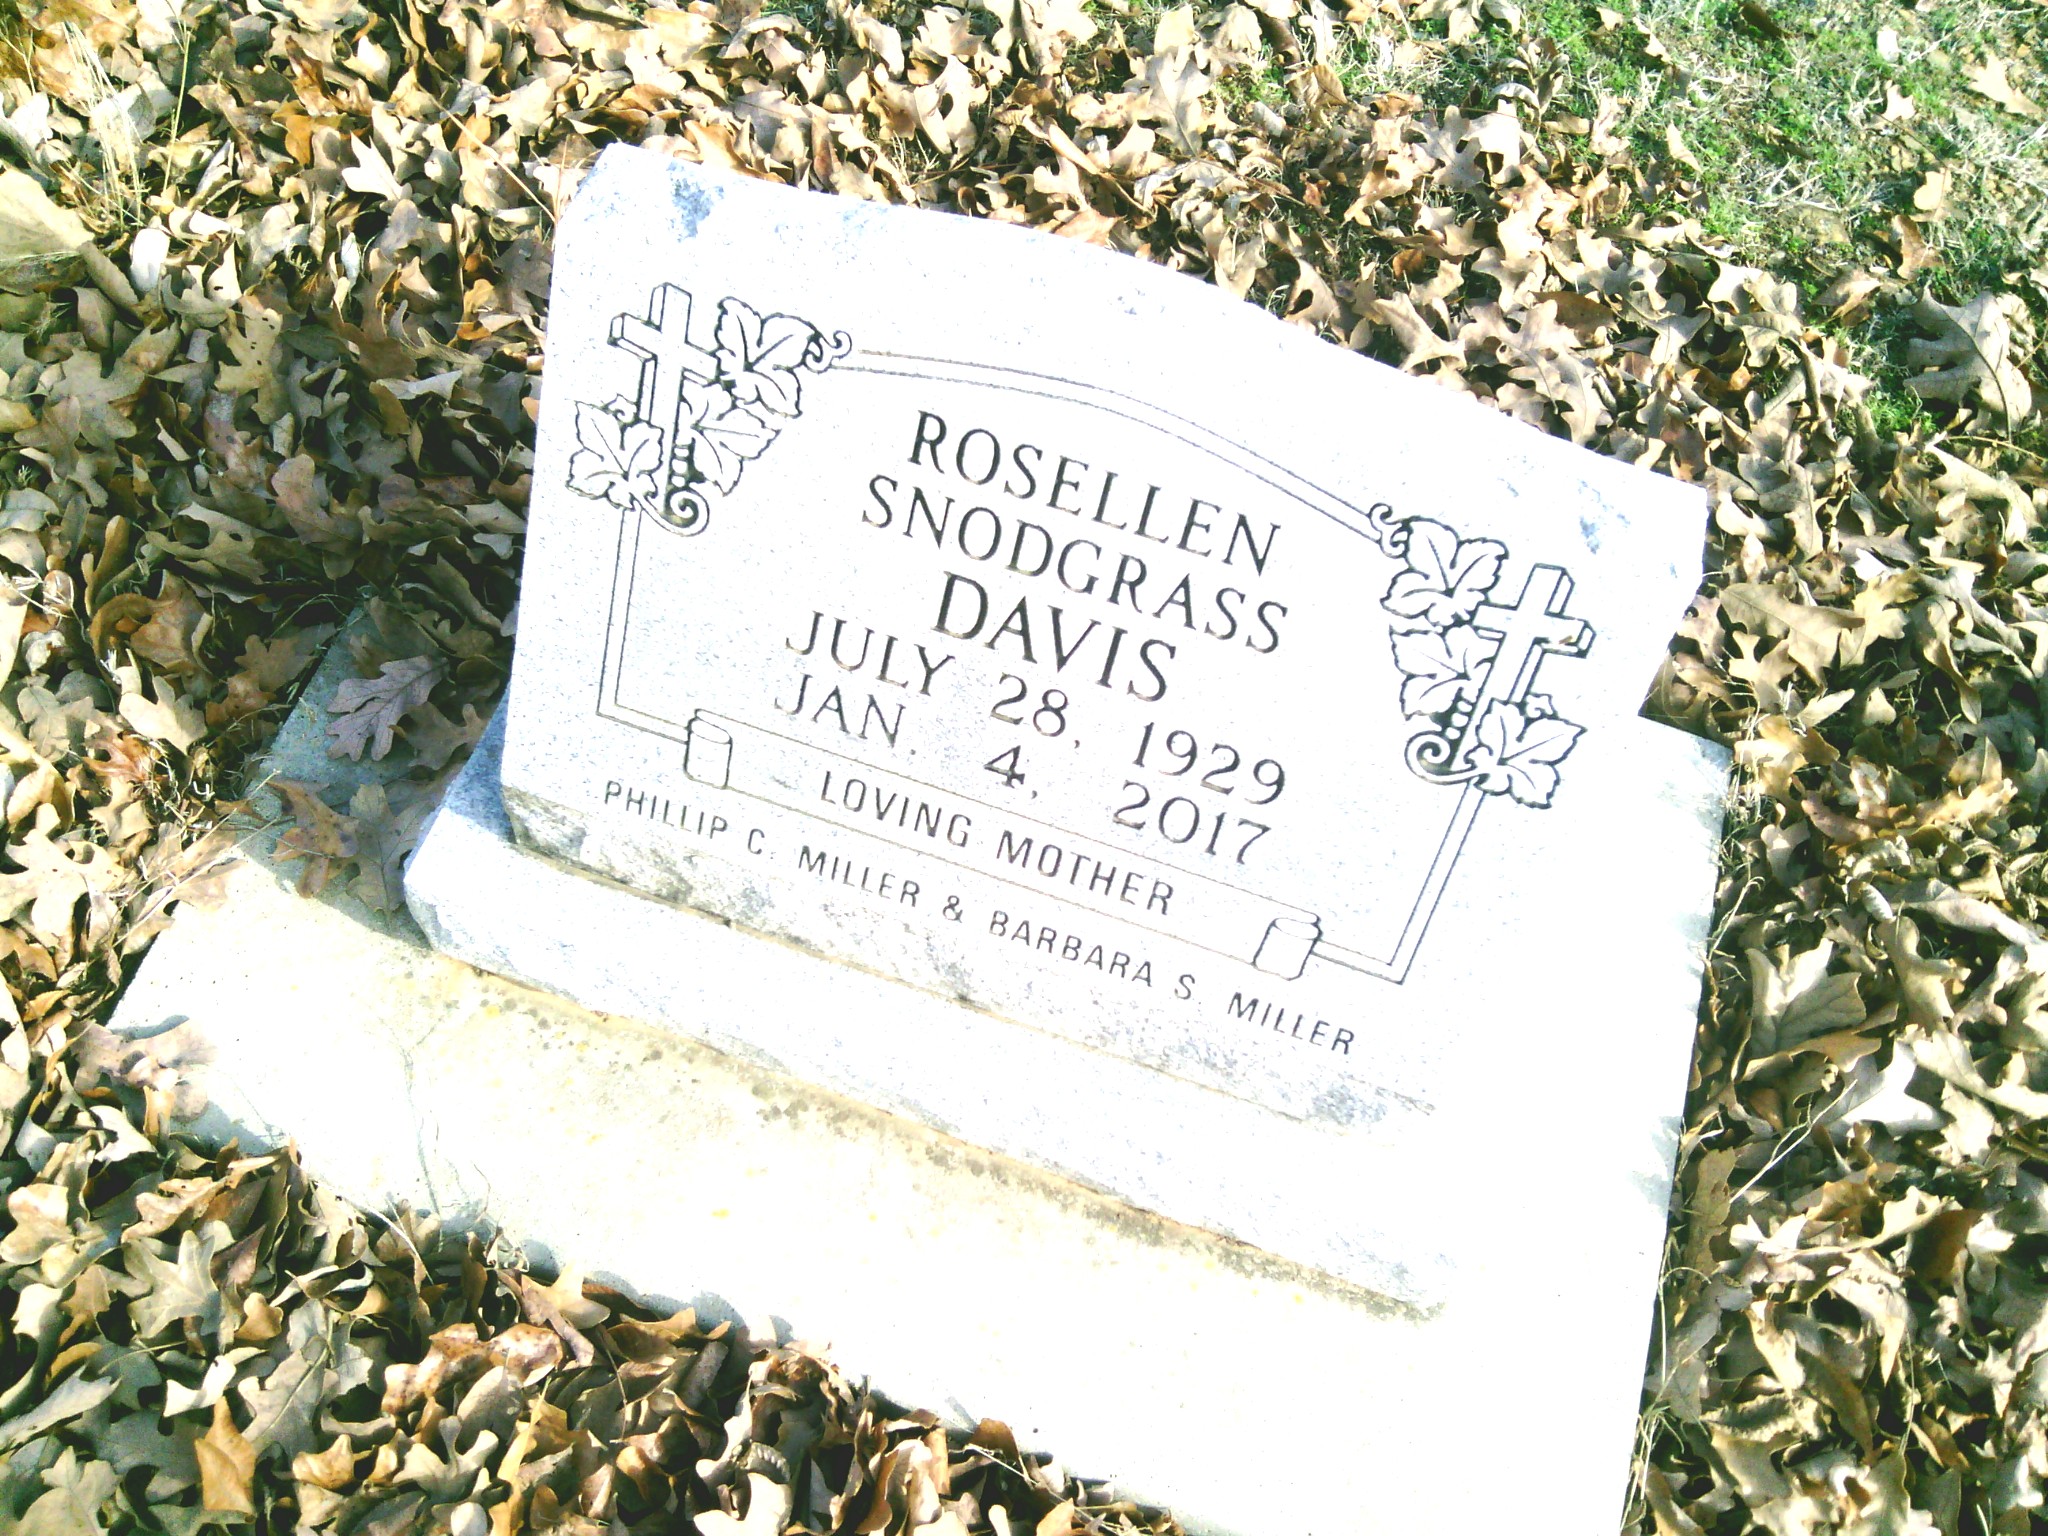 ROSELLEN
SNODGRASS
DAVIS
JULY 28, 1929
JAN. 4, 2017
LOVING MOTHER
PHILLIP C. MILLER & BARBARA S. MILLER